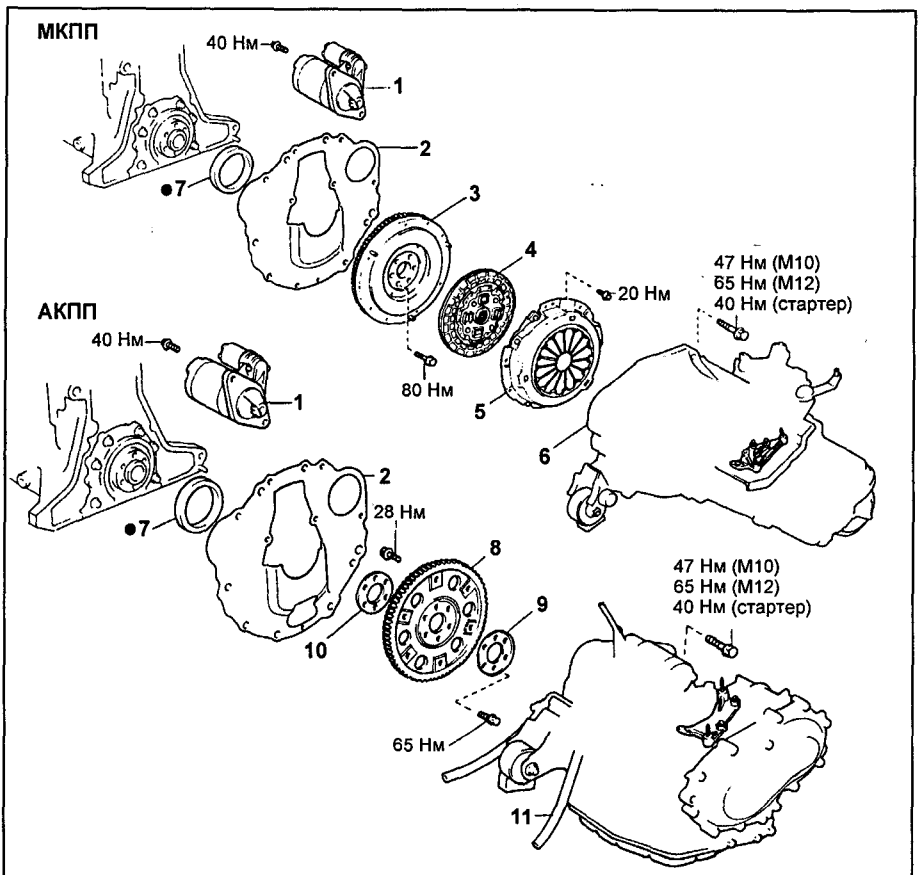 МКПП
40 Нм
1
2
●7
3
4
47 Нм (М10)
65 Нм (М12)
40 Нм (стартер)
20 Нм
80 Нм
5
6
АКПП
40 Нм
1
2
●7
28 Нм
8
47 Нм (М10)
65 Нм (М12)
40 Нм (стартер)
9
10
65 Нм
11